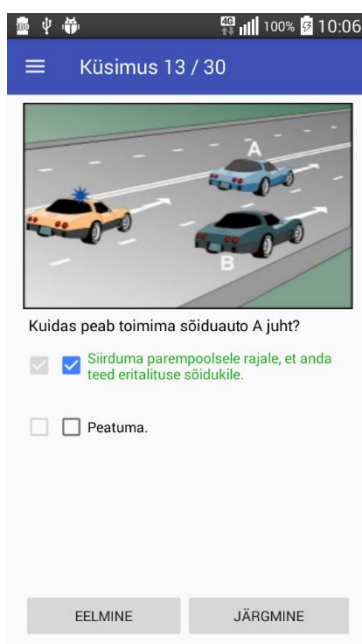 4G 100% 10:06
Küsimus 13 / 30
A
B
Kuidas peab toimima sõiduauto A juht?
Siirduma parempoolsele rajale, et anda
teed eritalituse sõidukile.
Peatuma.
EELMINE JÄRGMINE